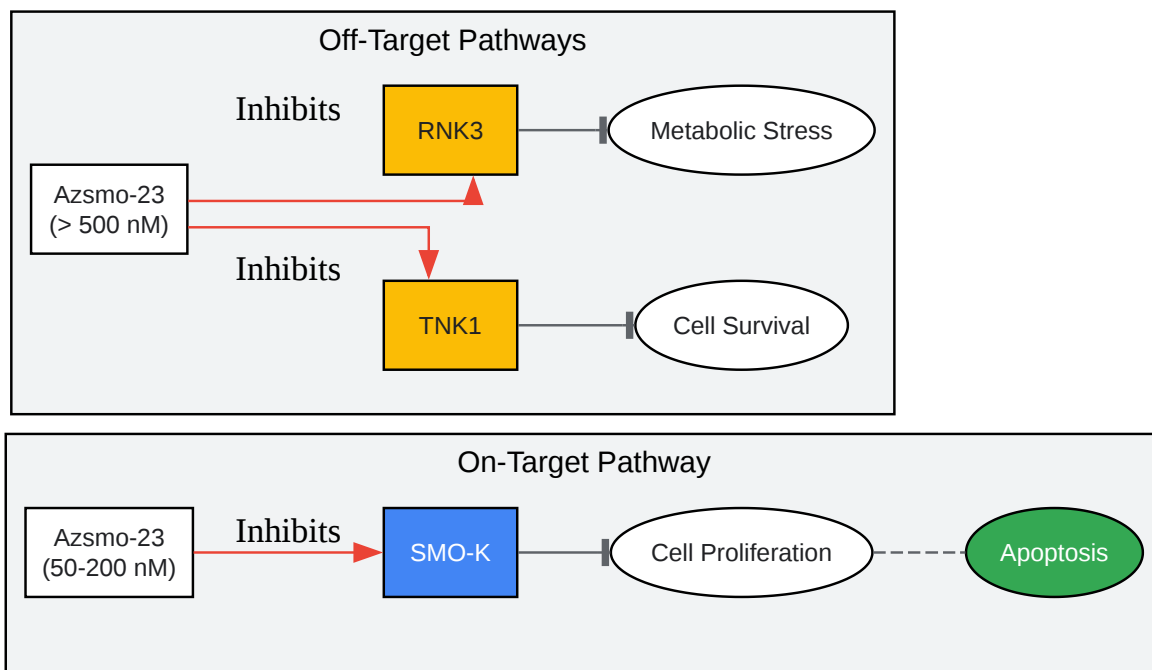 Off-Target Pathways
Inhibits
RNK3
Metabolic Stress
Azsmo-23
(> 500 nM)
Inhibits
TNK1
Cell Survival
On-Target Pathway
Azsmo-23
(50-200 nM)
Inhibits
SMO-K
Cell Proliferation
Apoptosis